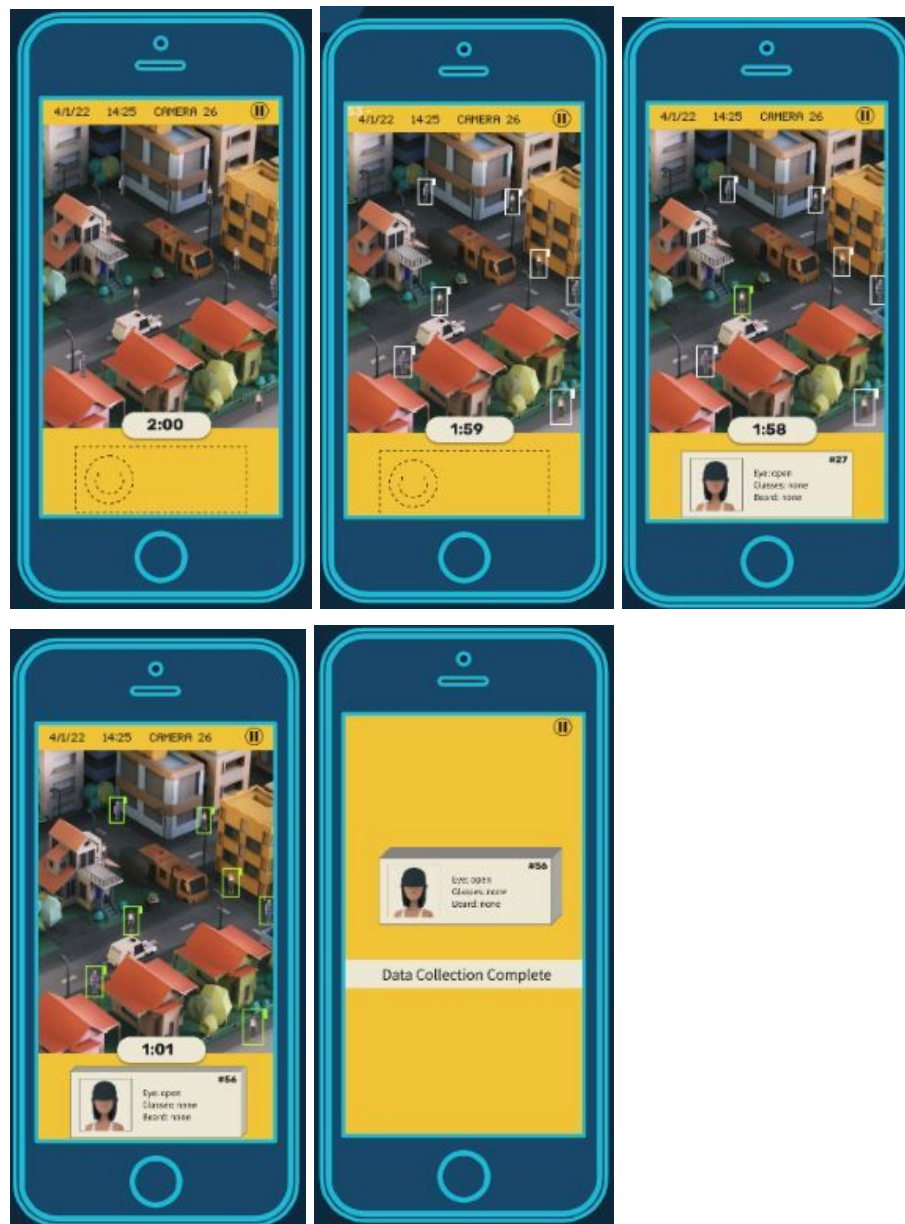 4/1/22 14:25 CAMERA 26
2:00
4/1/22 14:25 CAMERA 26
1:59
4/1/22 14:25 CAMERA 26
1:58
#27
Eye: open
Glasses: none
Beard: none
4/1/22 14:25 CAMERA 26
1:01
#56
Eye: open
Glasses: none
Beard: none
#56
Eye: open
Glasses: none
Beard: none
Data Collection Complete